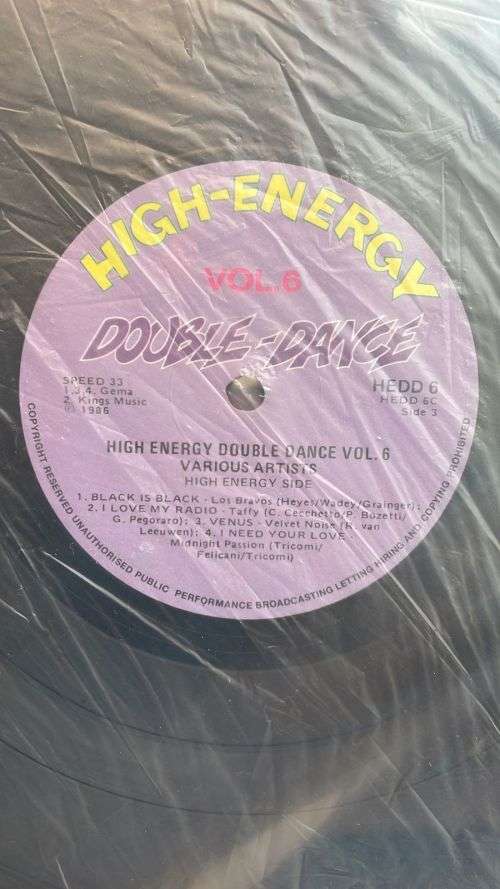 HIGH-ENERGY
VOL.6
DOUBLE-DANCE
SPEED 33
1.3.4. Gema
2. Kings Music
℗ 1986
HEDD 6
HEDD 6C
Side 3
HIGH ENERGY DOUBLE DANCE VOL. 6
VARIOUS ARTISTS
HIGH ENERGY SIDE
1. BLACK IS BLACK - Los Bravos (Heyes/Wadey/Grainger):
2. I LOVE MY RADIO - Taffy (C. Cecchetto/P. Buzetti/
G. Pegoraro): 3. VENUS - Velvet Noise (R. van
Leeuwen): 4. I NEED YOUR LOVE -
Midnight Passion (Tricomi/
Felicani/Tricomi)
COPYRIGHT RESERVED UNAUTHORISED PUBLIC PERFORMANCE BROADCASTING LETTING HIRING AND COPYING PROHIBITED